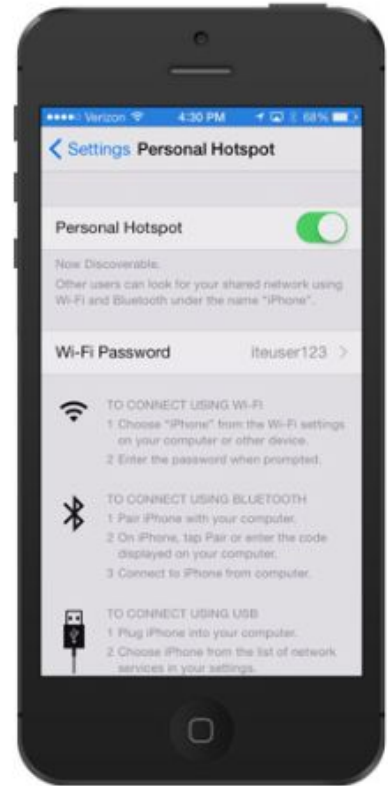 Verizon 4:30 PM 68%
Settings Personal Hotspot
Personal Hotspot
Now Discoverable.
Other users can look for your shared network using
Wi-Fi and Bluetooth under the name "iPhone".
Wi-Fi Password iteuser123
TO CONNECT USING WI-FI
1 Choose "iPhone" from the Wi-Fi settings
on your computer or other device.
2 Enter the password when prompted.
TO CONNECT USING BLUETOOTH
1 Pair iPhone with your computer.
2 On iPhone, tap Pair or enter the code
displayed on your computer.
3 Connect to iPhone from computer.
TO CONNECT USING USB
1 Plug iPhone into your computer.
2 Choose iPhone from the list of network
services in your settings.